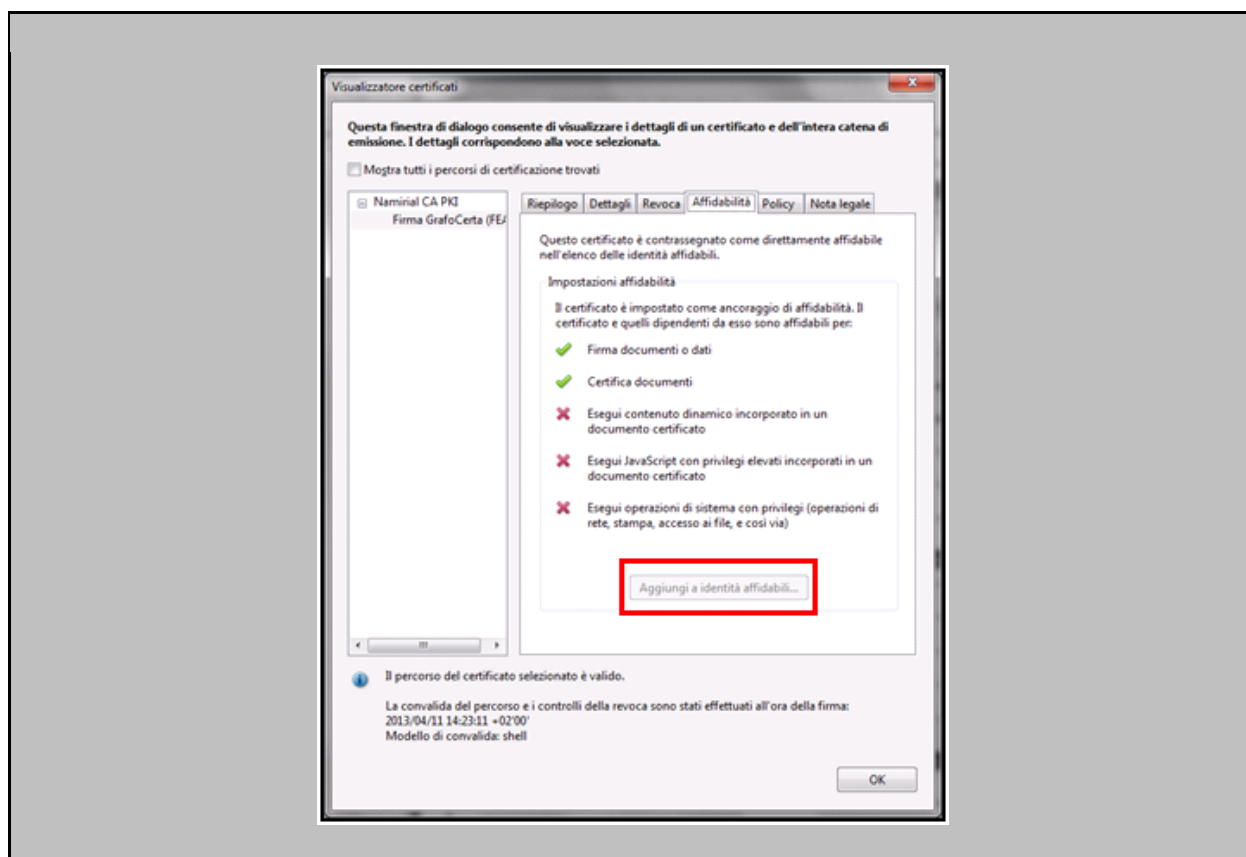 Visualizzatore certificati
Questa finestra di dialogo consente di visualizzare i dettagli di un certificato e dell'intera catena di
emissione. I dettagli corrispondono alla voce selezionata.
Mostra tutti i percorsi di certificazione trovati
Namirial CA PKI
Firma GrafoCerta (FEA
Riepilogo Dettagli Revoca Affidabilità Policy Nota legale
Questo certificato è contrassegnato come direttamente affidabile
nell'elenco delle identità affidabili.
Impostazioni affidabilità
Il certificato è impostato come ancoraggio di affidabilità. Il
certificato e quelli dipendenti da esso sono affidabili per:
Firma documenti o dati
Certifica documenti
Esegui contenuto dinamico incorporato in un
documento certificato
Esegui JavaScript con privilegi elevati incorporati in un
documento certificato
Esegui operazioni di sistema con privilegi (operazioni di
rete, stampa, accesso ai file, e così via)
Aggiungi a identità affidabili...
Il percorso del certificato selezionato è valido.
La convalida del percorso e i controlli della revoca sono stati effettuati all'ora della firma:
2013/04/11 14:23:11 +02'00'
Modello di convalida: shell
OK